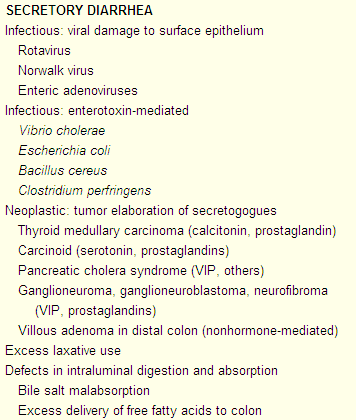 SECRETORY DIARRHEA
Infectious: viral damage to surface epithelium
Rotavirus
Norwalk virus
Enteric adenoviruses
Infectious: enterotoxin-mediated
Vibrio cholerae
Escherichia coli
Bacillus cereus
Clostridium perfringens
Neoplastic: tumor elaboration of secretogogues
Thyroid medullary carcinoma (calcitonin, prostaglandin)
Carcinoid (serotonin, prostaglandins)
Pancreatic cholera syndrome (VIP, others)
Ganglioneuroma, ganglioneuroblastoma, neurofibroma
(VIP, prostaglandins)
Villous adenoma in distal colon (nonhormone-mediated)
Excess laxative use
Defects in intraluminal digestion and absorption
Bile salt malabsorption
Excess delivery of free fatty acids to colon